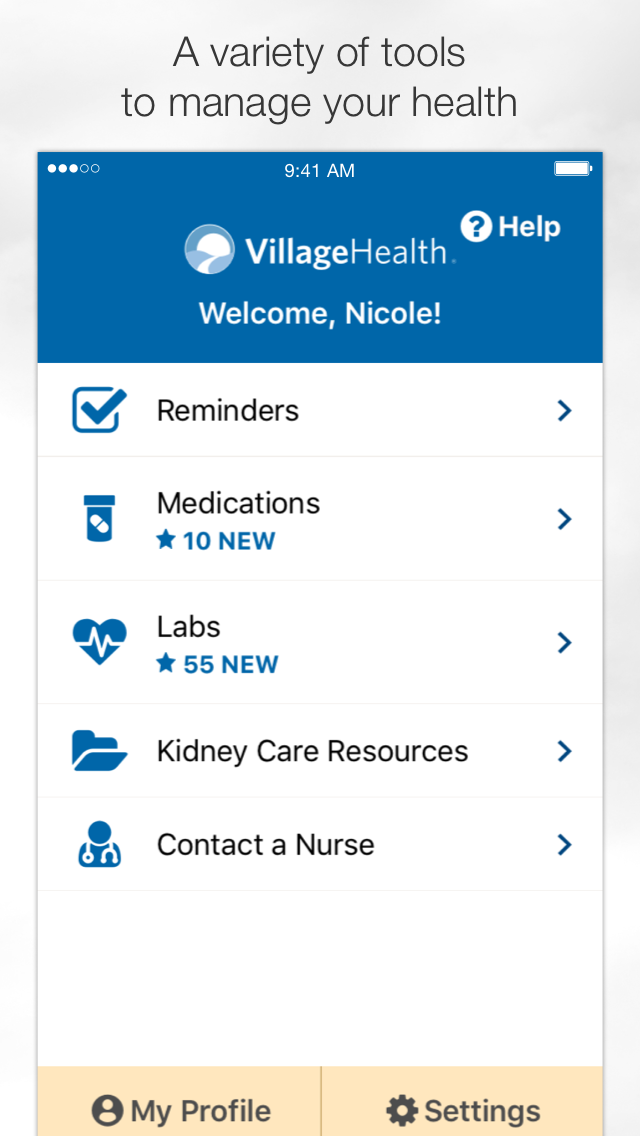 A variety of tools
to manage your health
9:41 AM
Help
VillageHealth.
Welcome, Nicole!
Reminders
Medications
10 NEW
Labs
55 NEW
Kidney Care Resources
Contact a Nurse
My Profile
Settings